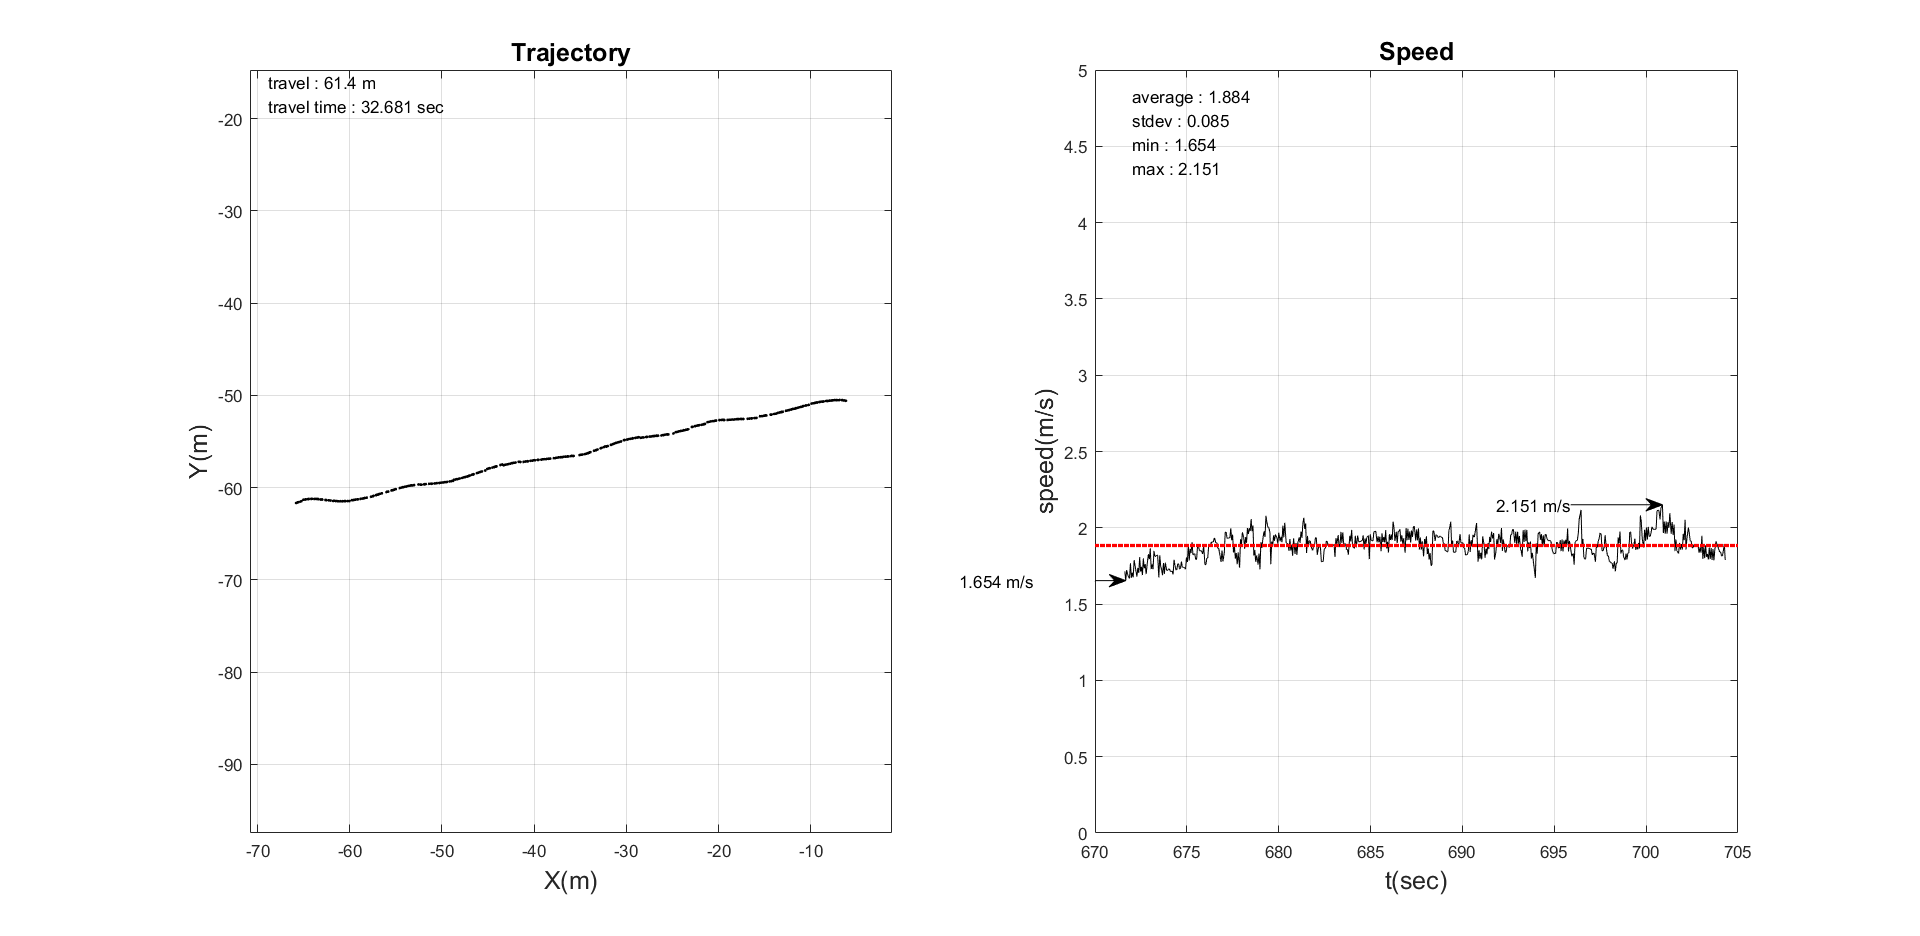 Trajectory
travel : 61.4 m
travel time : 32.681 sec
-20
-30
-40
-50
-60
-70
-80
-90
Y(m)
-70 -60 -50 -40 -30 -20 -10
X(m)
Speed
average : 1.884
stdev : 0.085
min : 1.654
max : 2.151
5
4.5
4
3.5
3
2.5
2
1.5
1
0.5
0
speed(m/s)
2.151 m/s
1.654 m/s
670 675 680 685 690 695 700 705
t(sec)